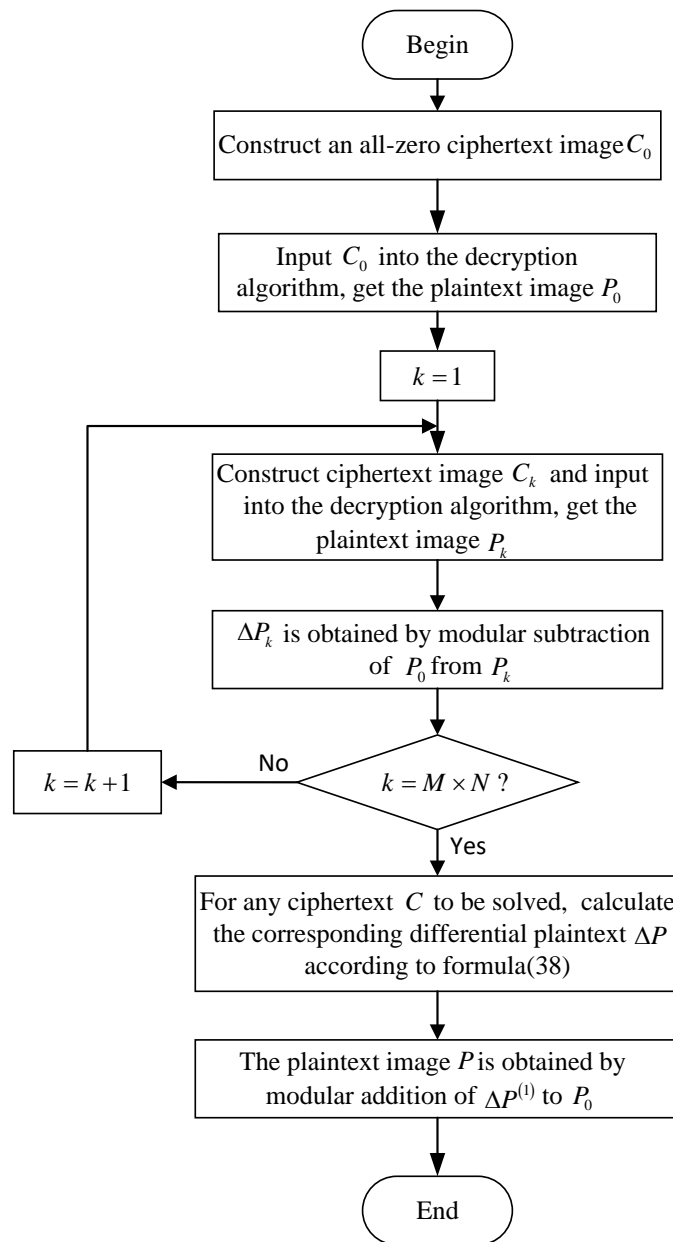 Begin
Construct an all-zero ciphertext image C₀
Input C₀ into the decryption
algorithm, get the plaintext image P₀
k = 1
Construct ciphertext image Cₖ and input
into the decryption algorithm, get the
plaintext image Pₖ
ΔPₖ is obtained by modular subtraction
of P₀ from Pₖ
k = M × N ?
No
k = k + 1
Yes
For any ciphertext C to be solved, calculate
the corresponding differential plaintext ΔP
according to formula(38)
The plaintext image P is obtained by
modular addition of ΔP⁽¹⁾ to P₀
End